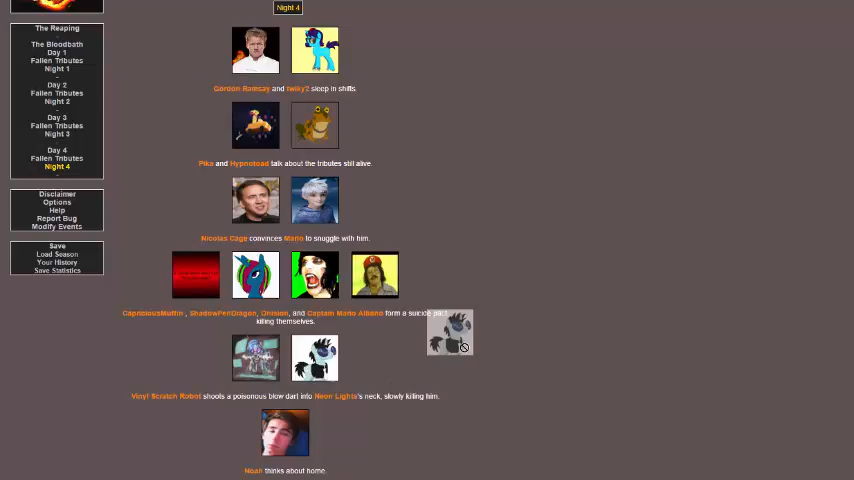 Night 4
The Reaping
-
The Bloodbath
Day 1
Fallen Tributes
Night 1
-
Day 2
Fallen Tributes
Night 2
-
Day 3
Fallen Tributes
Night 3
-
Day 4
Fallen Tributes
Night 4
-
Disclaimer
Options
Help
Report Bug
Modify Events
Save
Load Season
Your History
Save Statistics
Gordon Ramsay and twiky2 sleep in shifts.
Pika and Hypnotoad talk about the tributes still alive.
Nicolas Cage convinces Mario to snuggle with him.
CapriciousMuffin , ShadowPeriDragon, Ohnision, and Captain Mario Albano form a suicide pact,
killing themselves.
Vinyl Scratch Robot shoots a poisonous blow dart into Neon Lights's neck, slowly killing him.
Noah thinks about home.